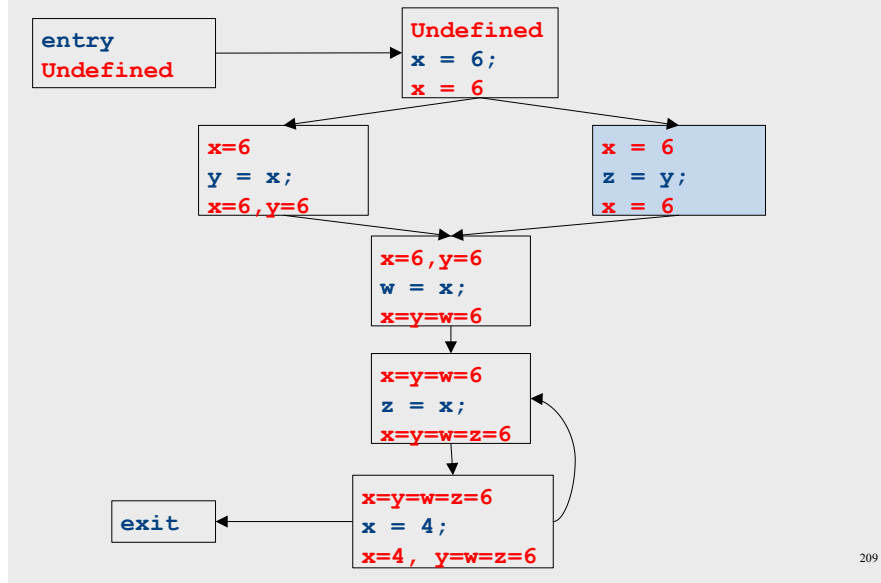 entry
Undefined
Undefined
x = 6;
x = 6
x=6
y = x;
x=6,y=6
x = 6
z = y;
x = 6
x=6,y=6
w = x;
x=y=w=6
x=y=w=6
z = x;
x=y=w=z=6
x=y=w=z=6
x = 4;
x=4, y=w=z=6
exit
209